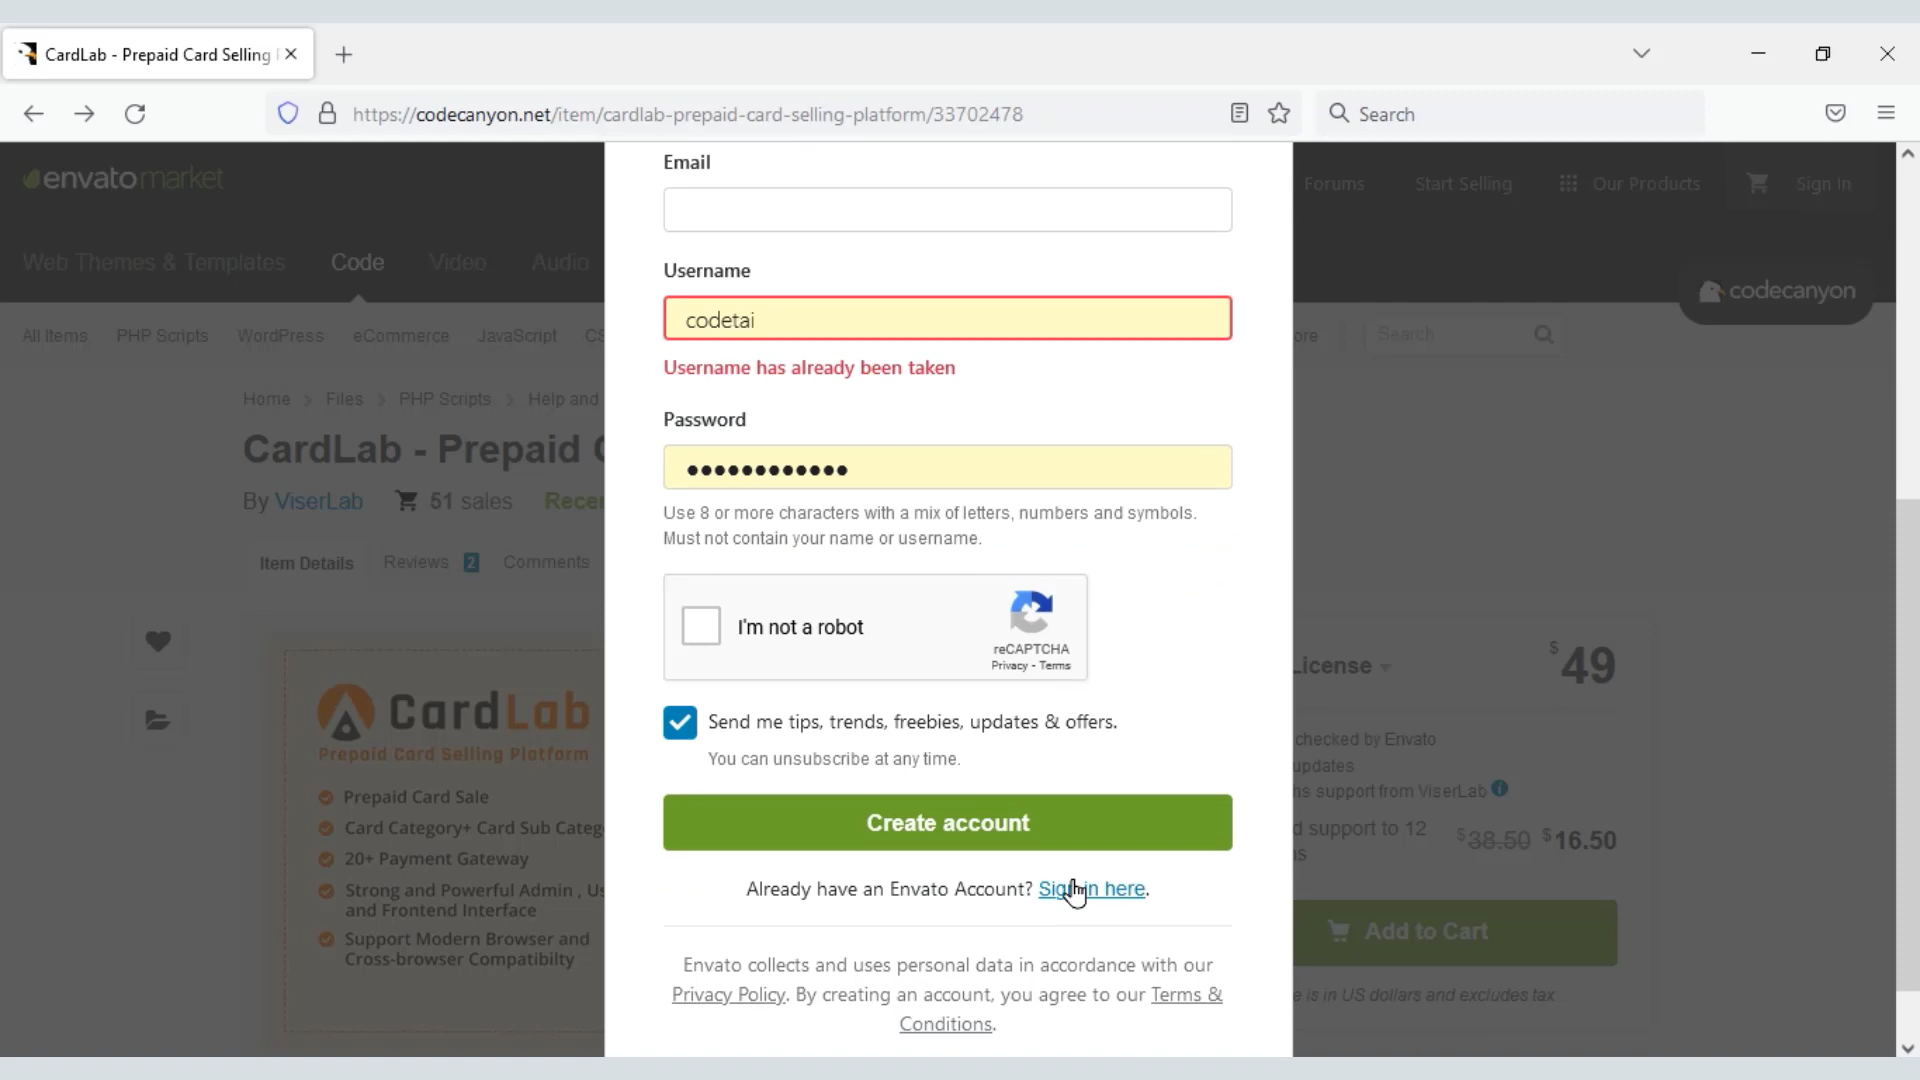 CardLab - Prepaid Card Selling
https://codecanyon.net/item/cardlab-prepaid-card-selling-platform/33702478
Search
envato market
Forums
Start Selling
Our Products
Sign In
Web Themes & Templates
Code
Video
Audio
codecanyon
All Items
PHP Scripts
WordPress
eCommerce
JavaScript
Search
Home > Files > PHP Scripts > Help and
CardLab - Prepaid
By ViserLab
51 sales
Item Details
Reviews 2
Comments
CardLab
Prepaid Card Selling Platform
Prepaid Card Sale
Card Category+ Card Sub
20+ Payment Gateway
Strong and Powerful Admin ,
and Frontend Interface
Support Modern Browser and
Cross-browser Compatibilty
Email
Username
codetai
Username has already been taken
Password
Use 8 or more characters with a mix of letters, numbers and symbols.
Must not contain your name or username.
I'm not a robot
reCAPTCHA
Privacy - Terms
Send me tips, trends, freebies, updates & offers.
You can unsubscribe at any time.
Create account
Already have an Envato Account? Sign in here.
Envato collects and uses personal data in accordance with our
Privacy Policy. By creating an account, you agree to our Terms &
Conditions.
License
$49
checked by Envato
updates
support from ViserLab
support to 12
$38.50 $16.50
Add to Cart
is in US dollars and excludes tax